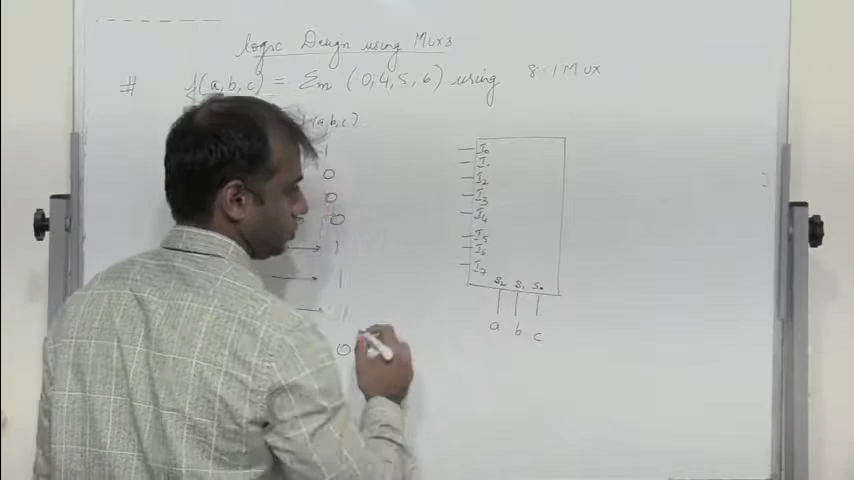 logic Design using Muxs
# f(a,b,c) = Σm (0,4,5,6) using 8-1 Mux
(a,b,c)
1
0
0
0
1
1
1
0
I0
I1
I2
I3
I4
I5
I6
I7
S2 S1 S0
a b c